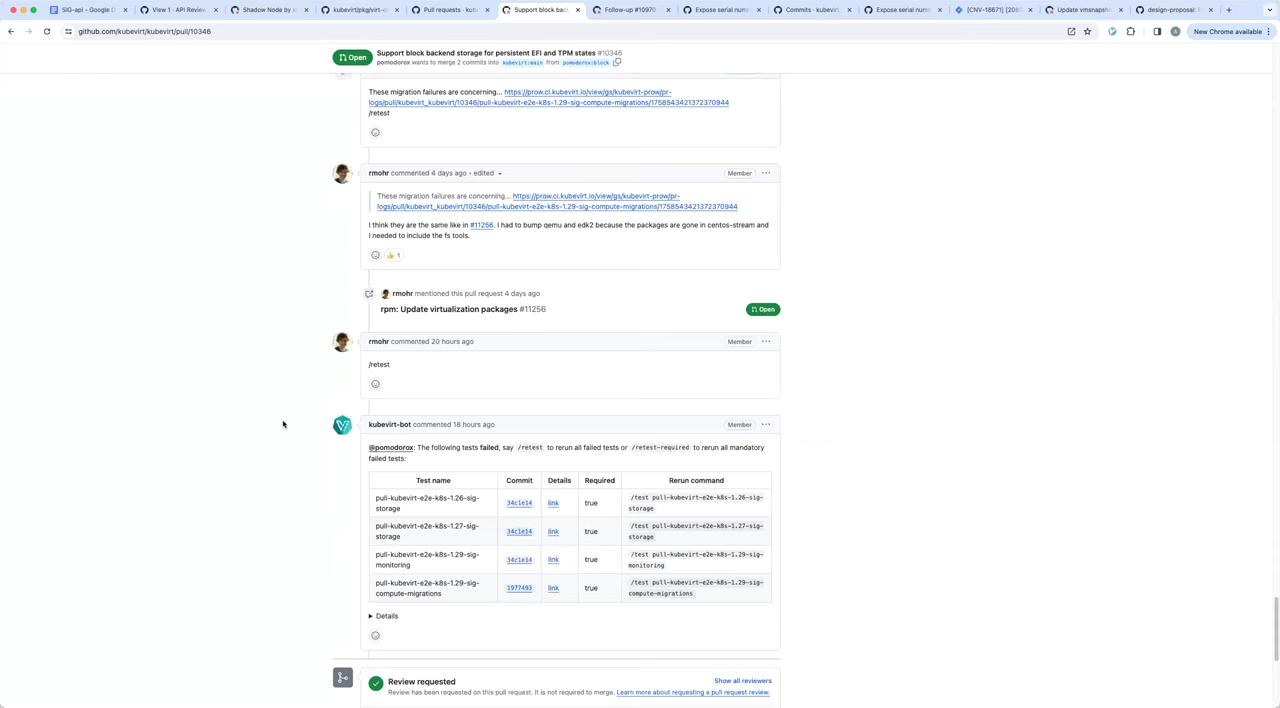 SIG-api - Google D
View 1 · API Review
Shadow Node by jo
kubevirt/pkg/virt-o
Pull requests · kube
Support block back
Follow-up #10970
Expose serial numb
Commits · kubevirt
Expose serial numb
[CNV-18671] [2085
Update vmsnapsh
design-proposal:
github.com/kubevirt/kubevirt/pull/10346
New Chrome available
Open
Support block backend storage for persistent EFI and TPM states #10346
pomodorox wants to merge 2 commits into kubevirt:main from pomodorox:block
These migration failures are concerning... https://prow.ci.kubevirt.io/view/gs/kubevirt-prow/pr-
logs/pull/kubevirt_kubevirt/10346/pull-kubevirt-e2e-k8s-1.29-sig-compute-migrations/1758543421372370944
/retest
rmohr commented 4 days ago • edited
Member
These migration failures are concerning... https://prow.ci.kubevirt.io/view/gs/kubevirt-prow/pr-
logs/pull/kubevirt_kubevirt/10346/pull-kubevirt-e2e-k8s-1.29-sig-compute-migrations/1758543421372370944
I think they are the same like in #11256. I had to bump qemu and edk2 because the packages are gone in centos-stream and
I needed to include the fs tools.
👍 1
rmohr mentioned this pull request 4 days ago
rpm: Update virtualization packages #11256
Open
rmohr commented 20 hours ago
Member
/retest
kubevirt-bot commented 18 hours ago
Member
@pomodorox: The following tests failed, say /retest to rerun all failed tests or /retest-required to rerun all mandatory
failed tests:
Test name Commit Details Required Rerun command
pull-kubevirt-e2e-k8s-1.26-sig-
storage
34c1e14 link true
/test pull-kubevirt-e2e-k8s-1.26-sig-
storage
pull-kubevirt-e2e-k8s-1.27-sig-
storage
34c1e14 link true
/test pull-kubevirt-e2e-k8s-1.27-sig-
storage
pull-kubevirt-e2e-k8s-1.29-sig-
monitoring
34c1e14 link true
/test pull-kubevirt-e2e-k8s-1.29-sig-
monitoring
pull-kubevirt-e2e-k8s-1.29-sig-
compute-migrations
1977493 link true
/test pull-kubevirt-e2e-k8s-1.29-sig-
compute-migrations
Details
Review requested
Show all reviewers
Review has been requested on this pull request. It is not required to merge. Learn more about requesting a pull request review.